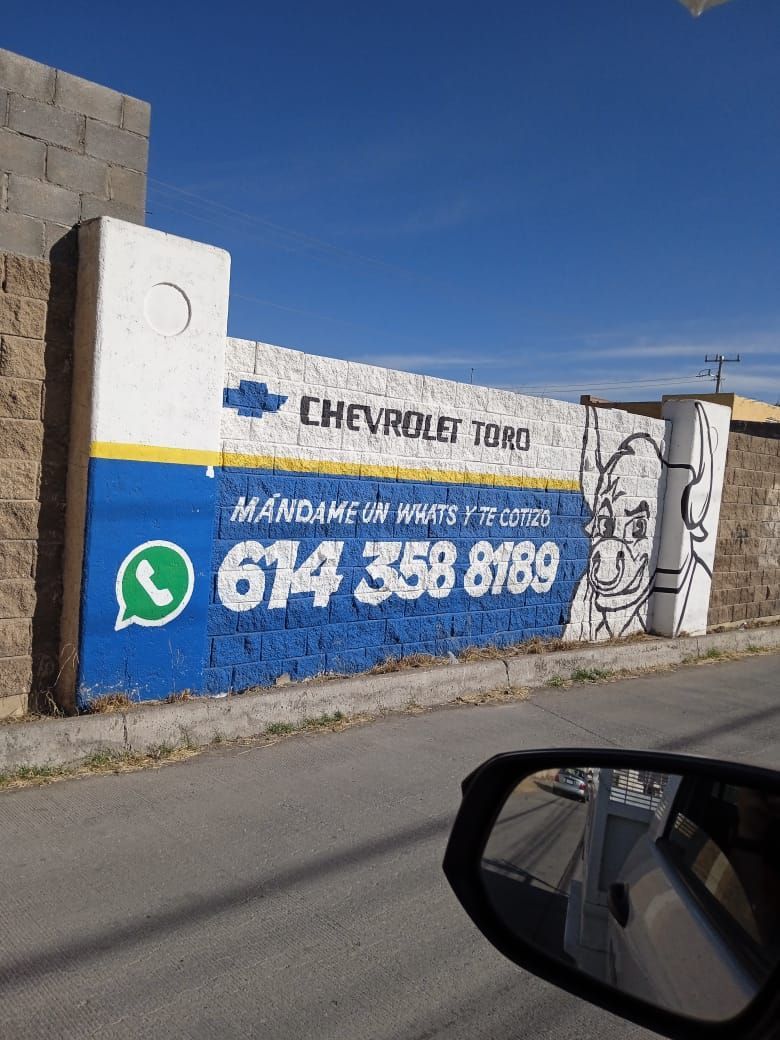 CHEVROLET TORO
MÁNDAME UN WHATS Y TE COTIZO
614 358 8189